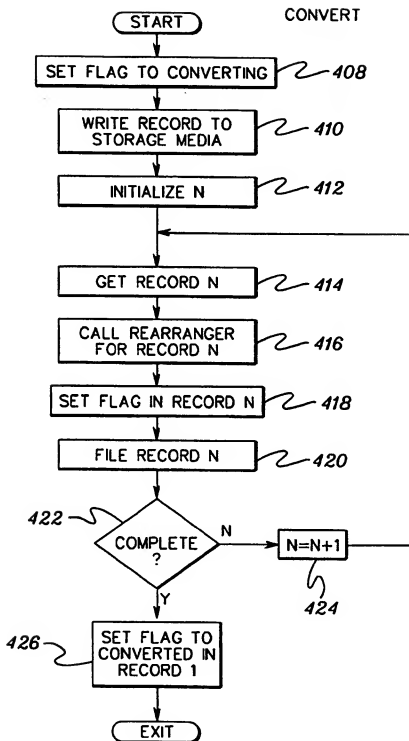 CONVERT
START
SET FLAG TO CONVERTING
408
WRITE RECORD TO
STORAGE MEDIA
410
INITIALIZE N
412
GET RECORD N
414
CALL REARRANGER
FOR RECORD N
416
SET FLAG IN RECORD N
418
FILE RECORD N
420
422
COMPLETE
?
N
N=N+1
424
Y
426
SET FLAG TO
CONVERTED IN
RECORD 1
EXIT